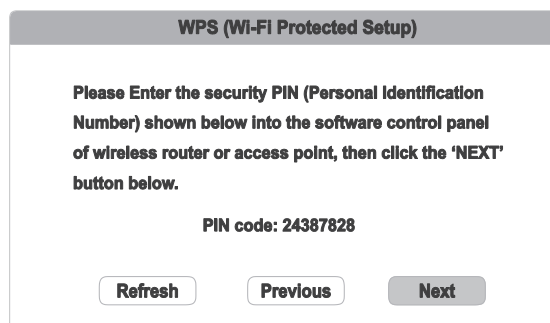 WPS (Wi-Fi Protected Setup)
Please Enter the security PIN (Personal Identification
Number) shown below into the software control panel
of wireless router or access point, then click the ‘NEXT’
button below.
PIN code: 24387828
Refresh Previous Next